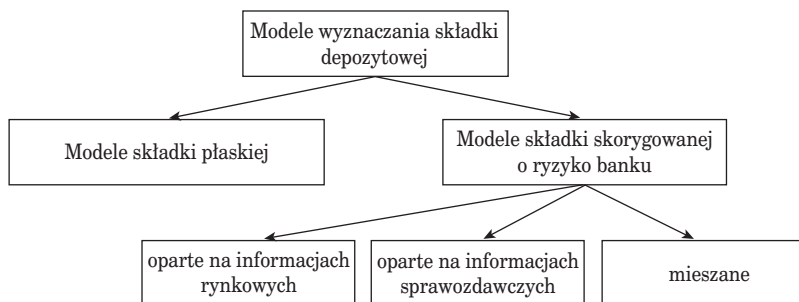 Modele wyznaczania składki
depozytowej
Modele składki płaskiej
Modele składki skorygowanej
o ryzyko banku
oparte na informacjach
rynkowych
oparte na informacjach
sprawozdawczych
mieszane